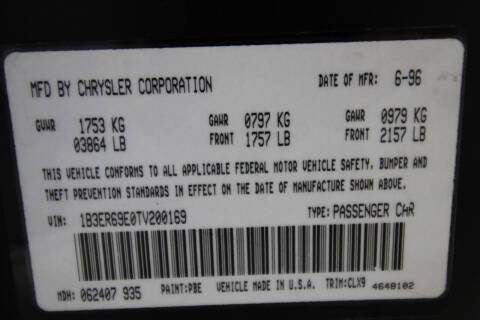 MFD BY CHRYSLER CORPORATION DATE OF MFR: 6-96
GVWR 1753 KG GAWR 0797 KG GAWR 0979 KG
03864 LB FRONT 1757 LB FRONT 2157 LB
THIS VEHICLE CONFORMS TO ALL APPLICABLE FEDERAL MOTOR VEHICLE SAFETY, BUMPER AND
THEFT PREVENTION STANDARDS IN EFFECT ON THE DATE OF MANUFACTURE SHOWN ABOVE.
VIN: 1B3ER69E0TV200169 TYPE: PASSENGER CAR
MDH: 062407 935 PAINT: PBE VEHICLE MADE IN U.S.A. TRIM: CLX9 4648102